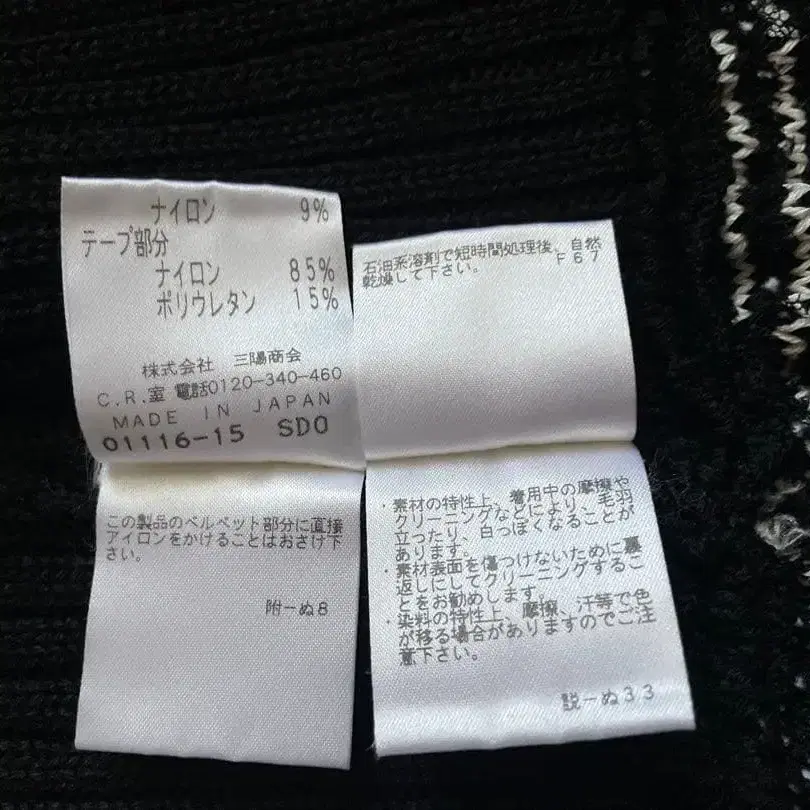 ナイロン 9%
テープ部分
ナイロン 85%
ポリウレタン 15%
株式会社 三陽商会
C.R.室 電話0120-340-460
MADE IN JAPAN
01116-15 SD0
石油系溶剤で短時間処理後、自然
乾燥して下さい。 F67
この製品のベルベット部分に直接
アイロンをかけることはおさけ下
さい。
附ーぬ8
・素材の特性上、着用中の摩擦や
クリーニングなどにより、毛羽
立ったり、白っぽくなることが
あります。
・素材表面を傷つけないために裏
返しにしてクリーニングするこ
とをお勧めします。
・染料の特性上、摩擦、汗等で色
が移る場合がありますのでご注
意下さい。
説ーぬ33